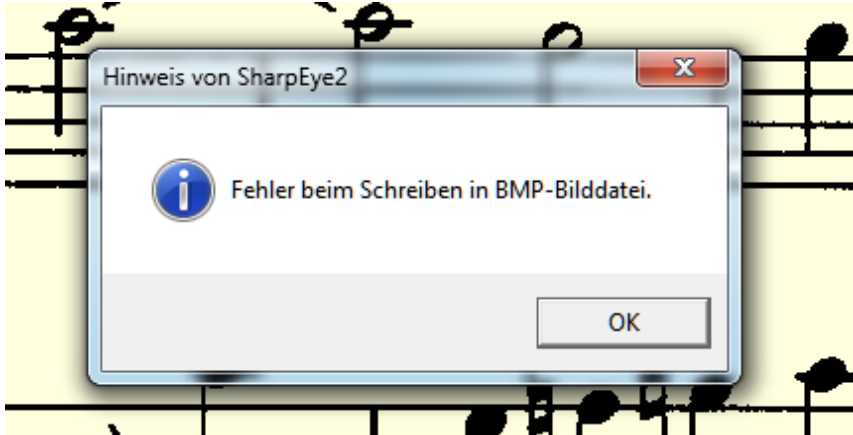 Hinweis von SharpEye2
Fehler beim Schreiben in BMP-Bilddatei.
OK